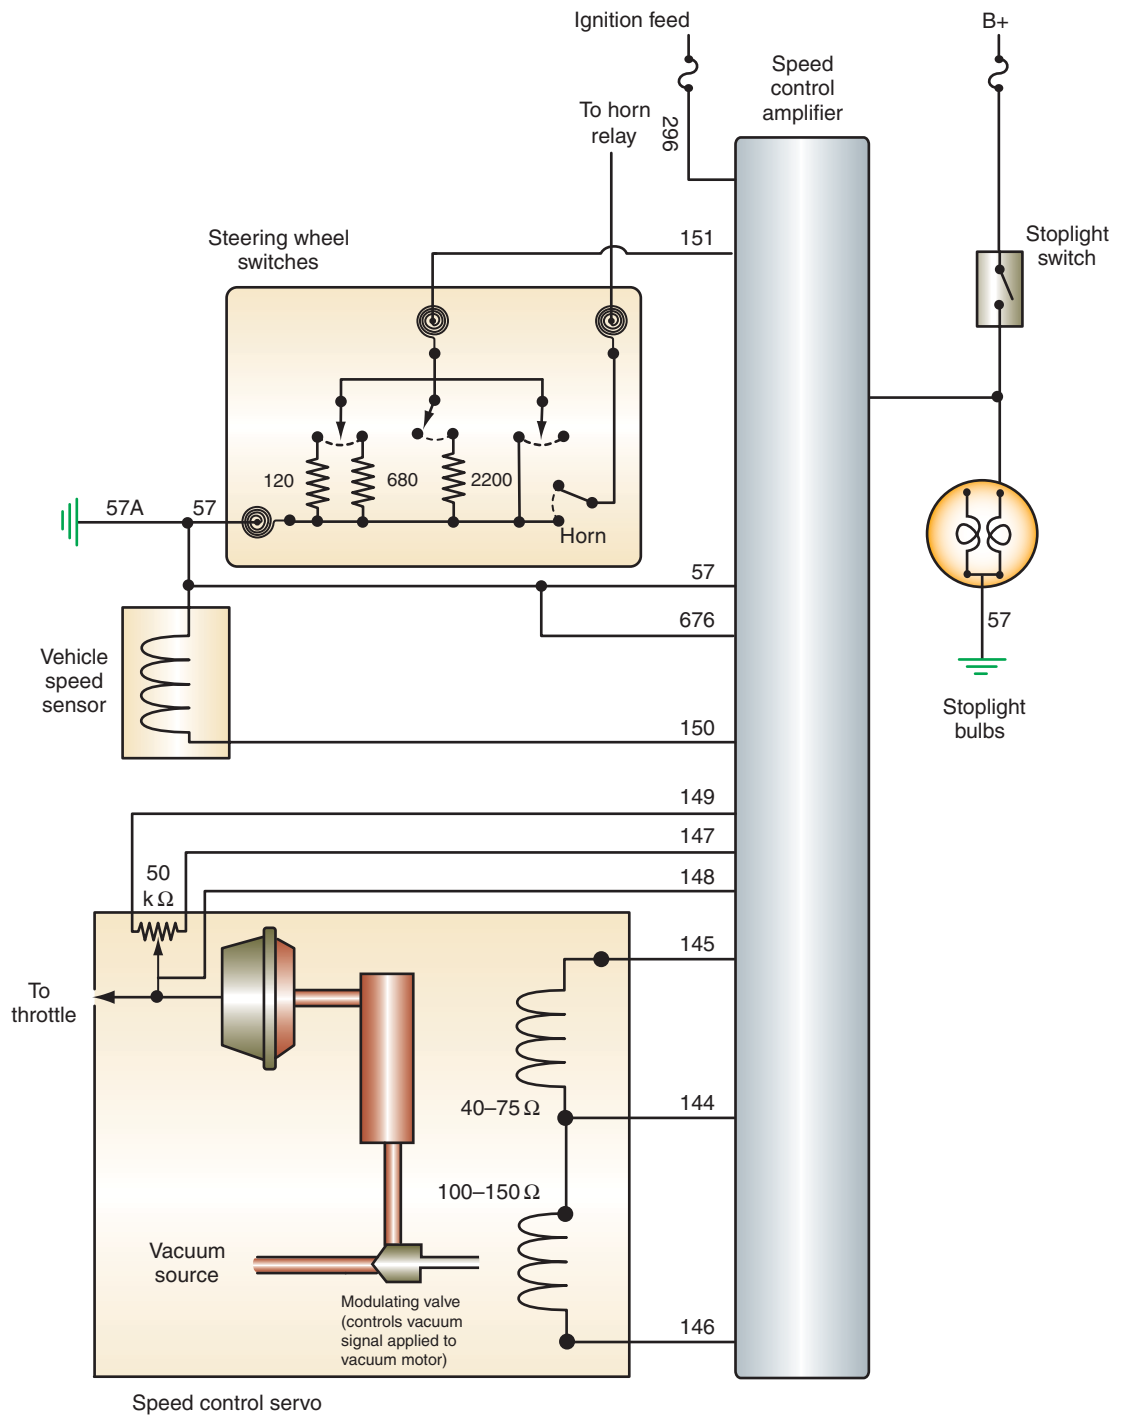 Ignition feed
B+
Speed
control
amplifier
To horn
relay
296
Steering wheel
switches
151
Stoplight
switch
120
680
2200
57A
57
Horn
57
676
57
Vehicle
speed
sensor
150
Stoplight
bulbs
149
147
50
k Ω
148
145
To
throttle
40–75 Ω
144
100–150 Ω
Vacuum
source
Modulating valve
(controls vacuum
signal applied to
vacuum motor)
146
Speed control servo